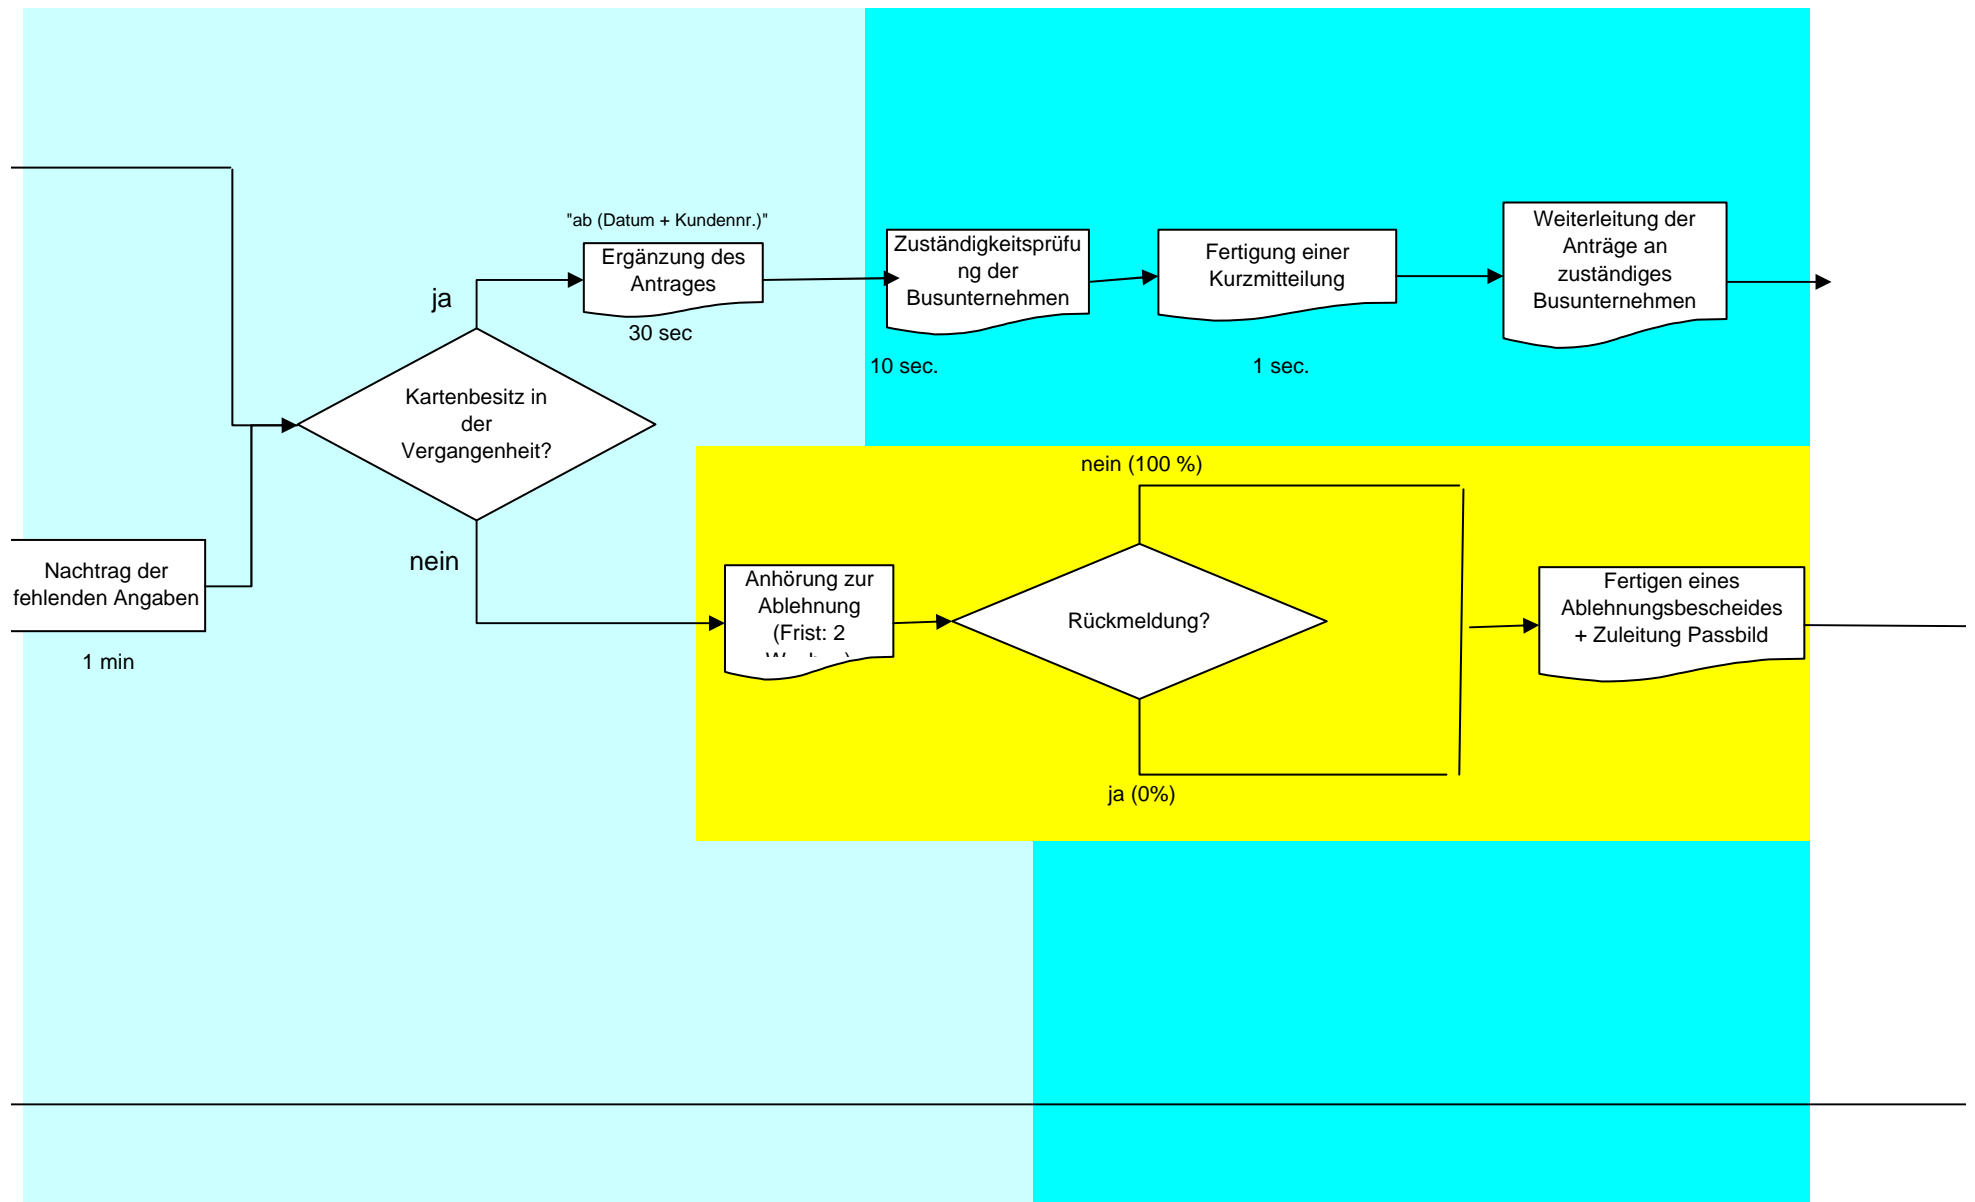 "ab (Datum + Kundennr.)"
Ergänzung des
Antrages
30 sec
ja
Zuständigkeitsprüfu
ng der
Busunternehmen
10 sec.
Fertigung einer
Kurzmitteilung
1 sec.
Weiterleitung der
Anträge an
zuständiges
Busunternehmen
Kartenbesitz in
der
Vergangenheit?
nein
Nachtrag der
fehlenden Angaben
1 min
nein (100 %)
Anhörung zur
Ablehnung
(Frist: 2
Rückmeldung?
ja (0%)
Fertigen eines
Ablehnungsbescheides
+ Zuleitung Passbild